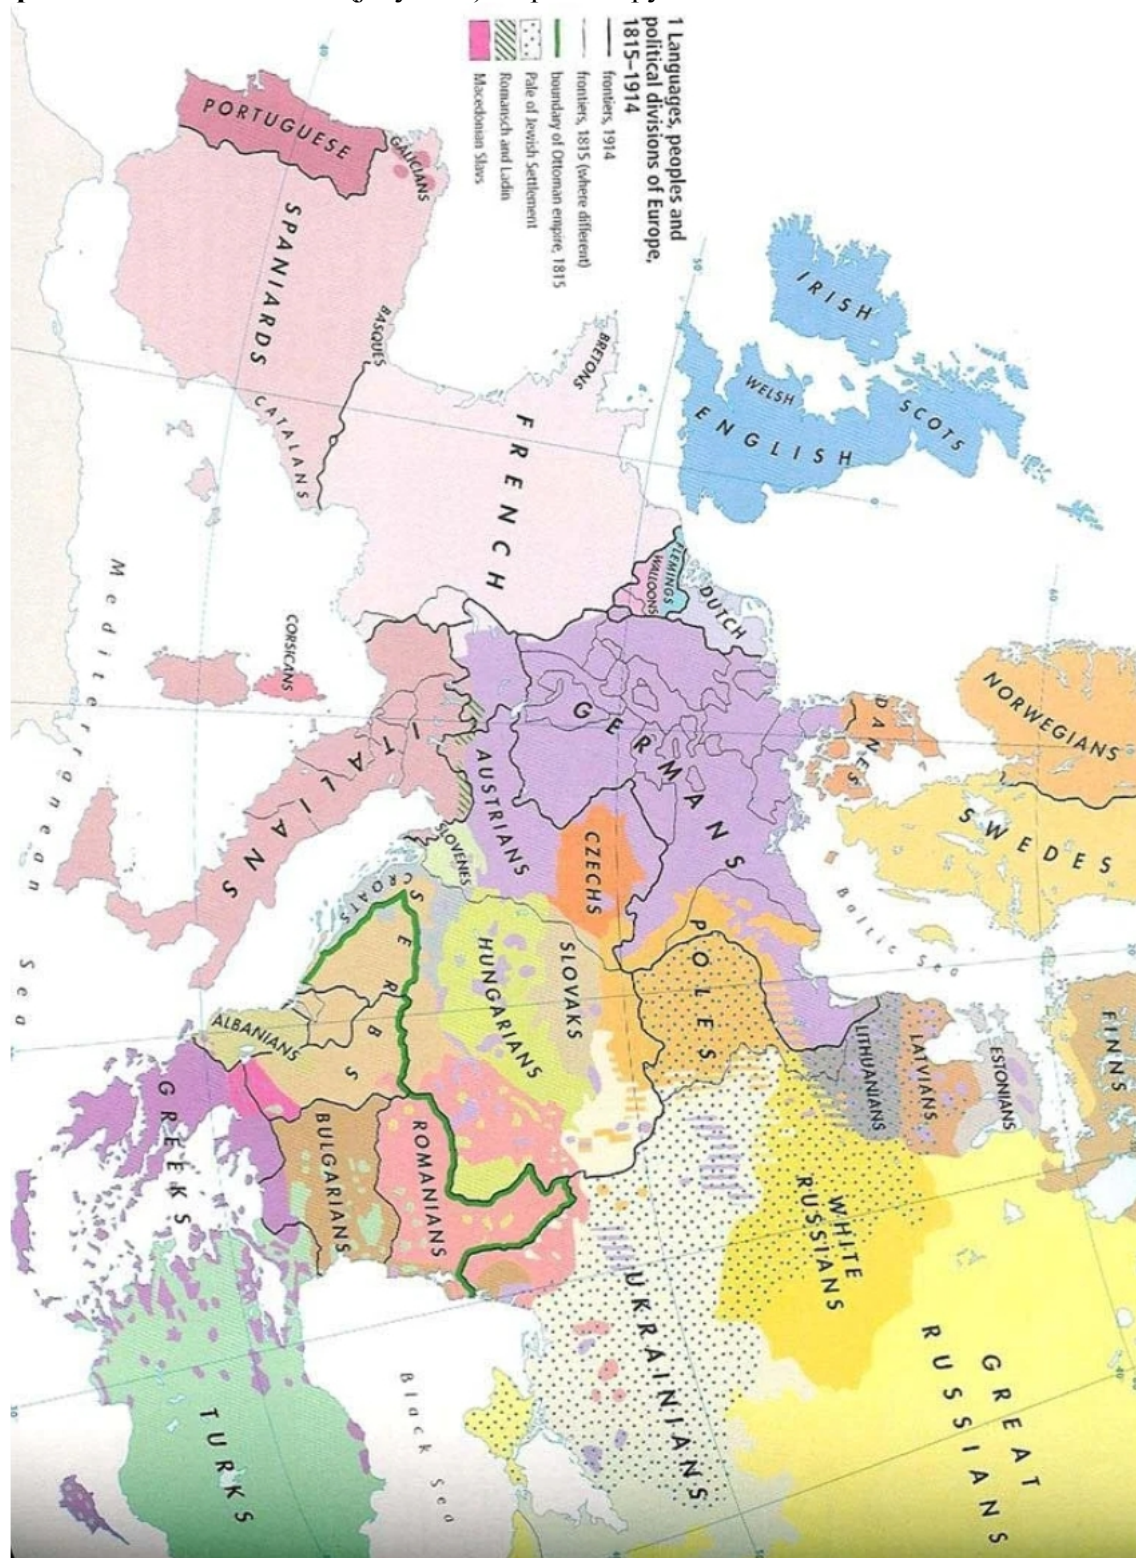 1 Languages, peoples and
political divisions of Europe,
1815–1914
frontiers, 1914
frontiers, 1815 (where different)
boundary of Ottoman empire, 1815
Pale of Jewish Settlement
Romansch and Ladin
Macedonian Slavs
NORWEGIANS
SWEDES
FINNS
ESTONIANS
LATVIANS
LITHUANIANS
DANES
Baltic Sea
SCOTS
IRISH
WELSH
ENGLISH
DUTCH
FLEMINGS
WALLOONS
GERMANS
POLES
WHITE
RUSSIANS
GREAT
RUSSIANS
UKRAINIANS
BRETONS
FRENCH
CZECHS
SLOVAKS
AUSTRIANS
HUNGARIANS
SLOVENES
CROATS
SERBS
ROMANIANS
BULGARIANS
ALBANIANS
GALICIANS
PORTUGUESE
SPANIARDS
BASQUES
CATALANS
CORSICANS
ITALIANS
GREEKS
TURKS
Black Sea
Mediterranean Sea
40
50
60
0